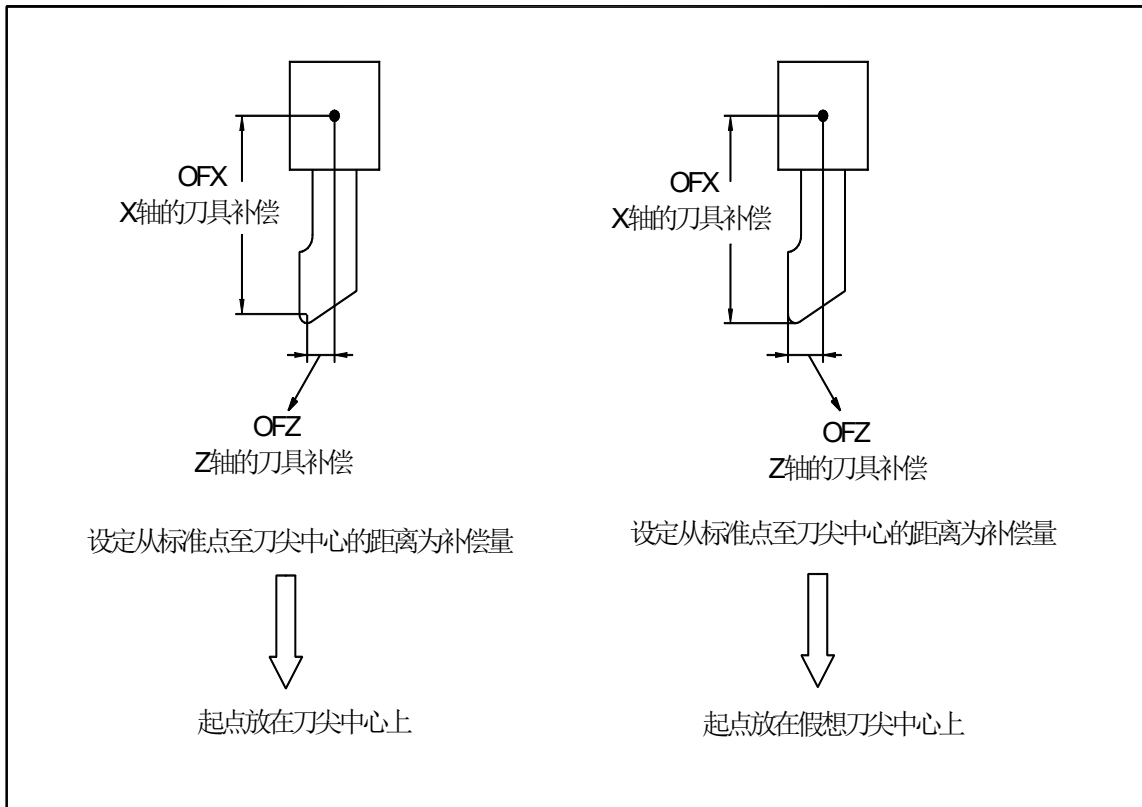 OFX
X轴的刀具补偿
OFZ
Z轴的刀具补偿
设定从标准点至刀尖中心的距离为补偿量
起点放在刀尖中心上
OFX
X轴的刀具补偿
OFZ
Z轴的刀具补偿
设定从标准点至刀尖中心的距离为补偿量
起点放在假想刀尖中心上